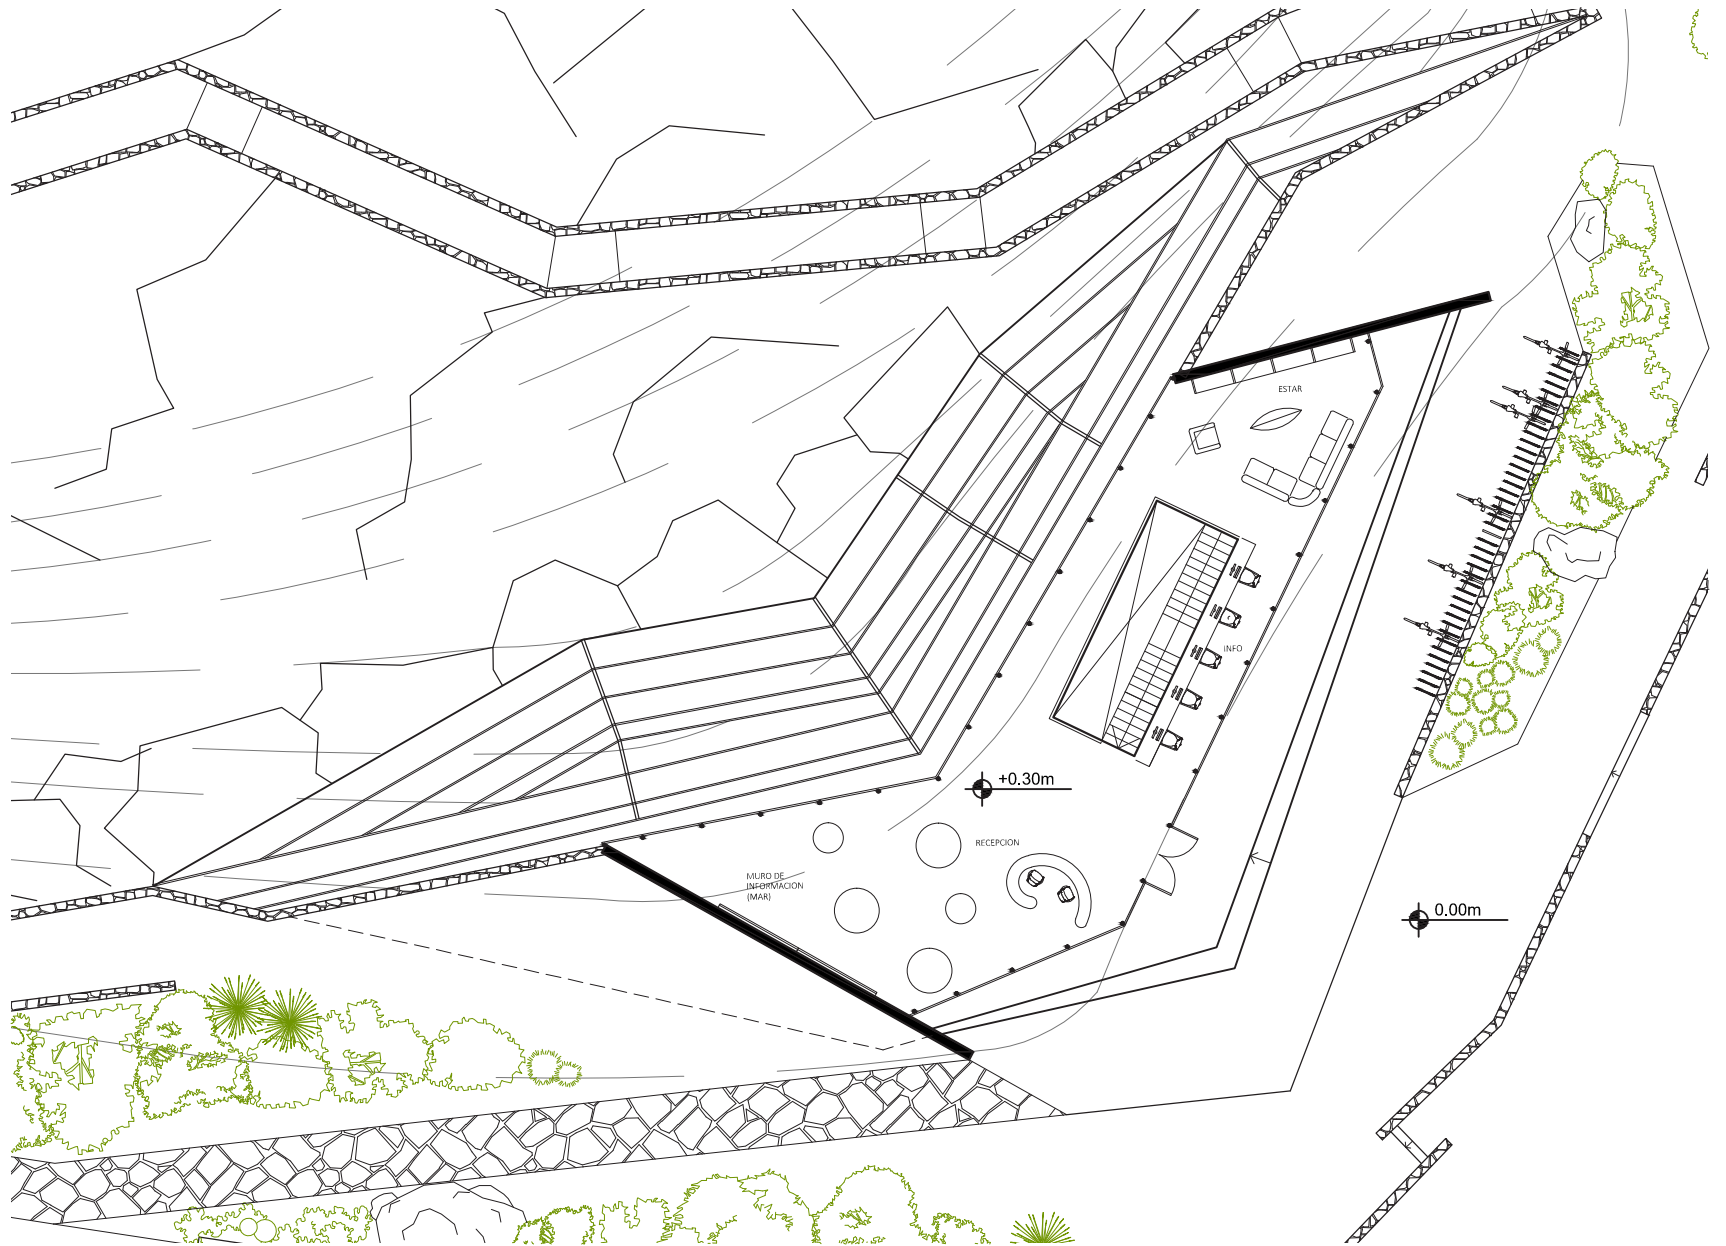 ESTAR
INFO
+0.30m
RECEPCION
MURO DE
INFORMACION
(MAR)
0.00m